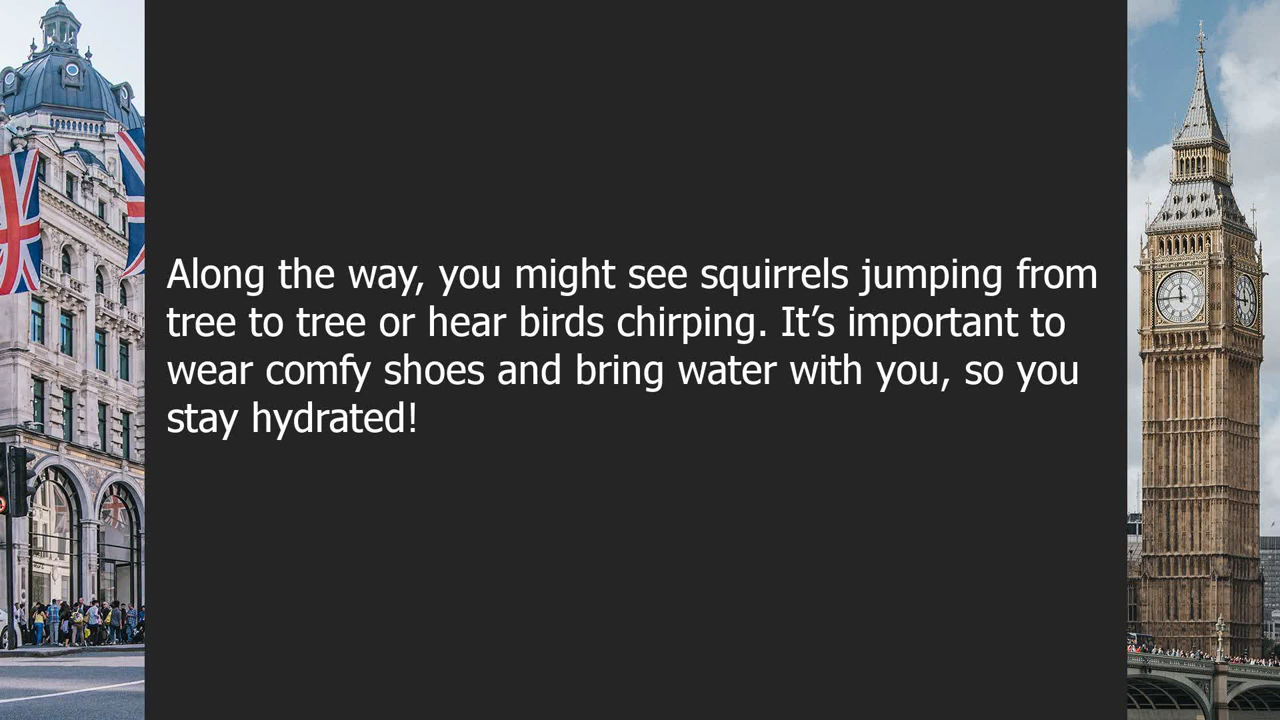 Along the way, you might see squirrels jumping from
tree to tree or hear birds chirping. It’s important to
wear comfy shoes and bring water with you, so you
stay hydrated!